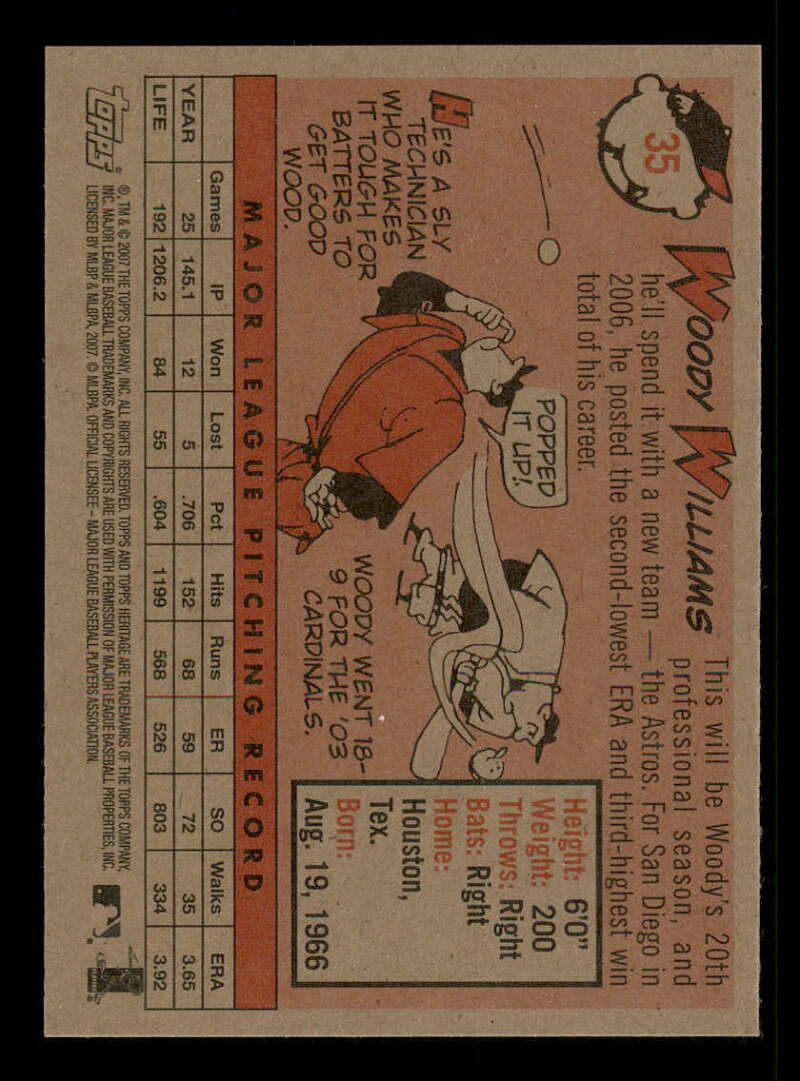 35
WOODY WILLIAMS
This will be Woody's 20th
professional season, and
he'll spend it with a new team — the Astros. For San Diego in
2006, he posted the second-lowest ERA and third-highest win
total of his career.
HE'S A SLY
TECHNICIAN
WHO MAKES
IT TOUGH FOR
BATTERS TO
GET GOOD
WOOD.
POPPED
IT UP!
WOODY WENT 18-
9 FOR THE '03
CARDINALS.
Height: 6'0"
Weight: 200
Throws: Right
Bats: Right
Home:
Houston,
Tex.
Born:
Aug. 19, 1966
MAJOR LEAGUE PITCHING RECORD
Games IP Won Lost Pct Hits Runs ER SO Walks ERA
YEAR 25 145.1 12 5 .706 152 68 59 72 35 3.65
LIFE 192 1206.2 84 55 .604 1199 568 526 803 334 3.92
Topps®
®, TM & © 2007 THE TOPPS COMPANY, INC. ALL RIGHTS RESERVED. TOPPS AND TOPPS HERITAGE ARE TRADEMARKS OF THE TOPPS COMPANY,
INC. MAJOR LEAGUE BASEBALL TRADEMARKS AND COPYRIGHTS ARE USED WITH PERMISSION OF MAJOR LEAGUE BASEBALL PROPERTIES, INC.
LICENSED BY MLBP & MLBPA, 2007. © MLBPA. OFFICIAL LICENSEE – MAJOR LEAGUE BASEBALL PLAYERS ASSOCIATION.